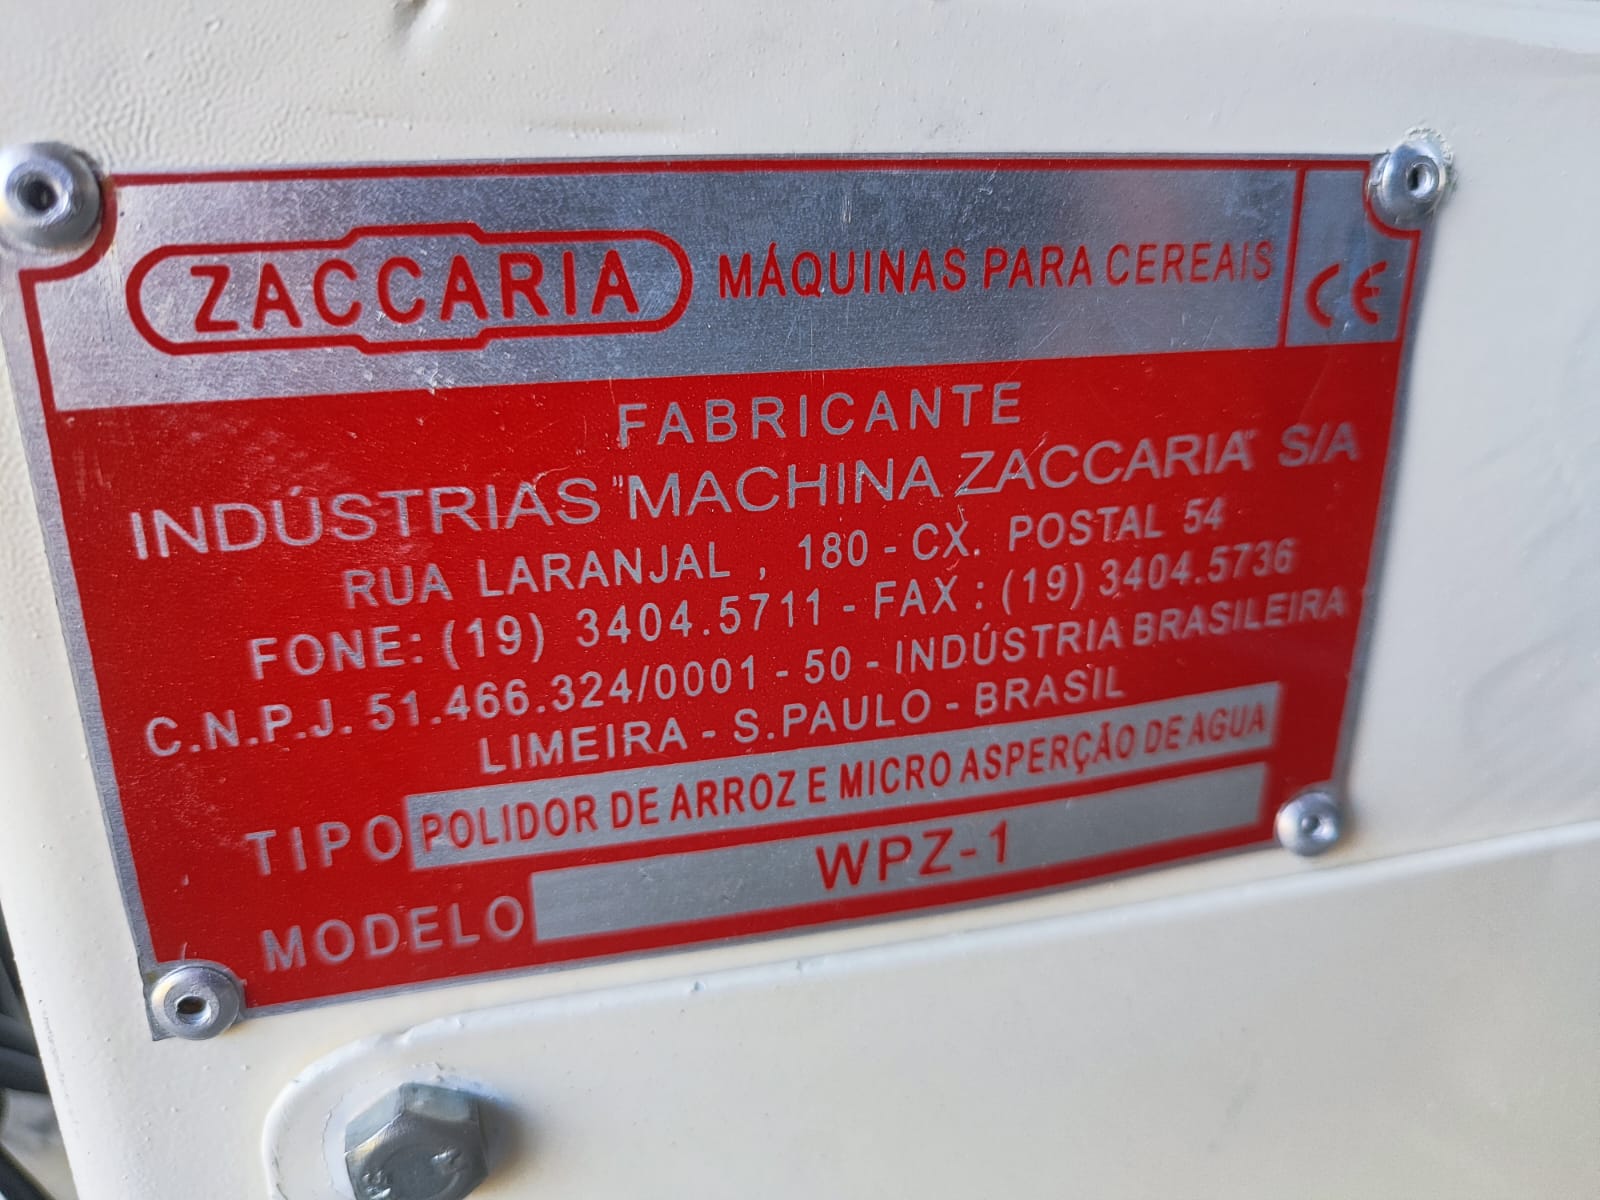 ZACCARIA MÁQUINAS PARA CEREAIS CE
FABRICANTE
INDÚSTRIAS "MACHINA ZACCARIA" S/A
RUA LARANJAL , 180 - CX. POSTAL 54
FONE: (19) 3404.5711 - FAX : (19) 3404.5736
C.N.P.J. 51.466.324/0001 - 50 - INDÚSTRIA BRASILEIRA
LIMEIRA - S.PAULO - BRASIL
TIPO POLIDOR DE ARROZ E MICRO ASPERÇÃO DE AGUA
MODELO WPZ-1